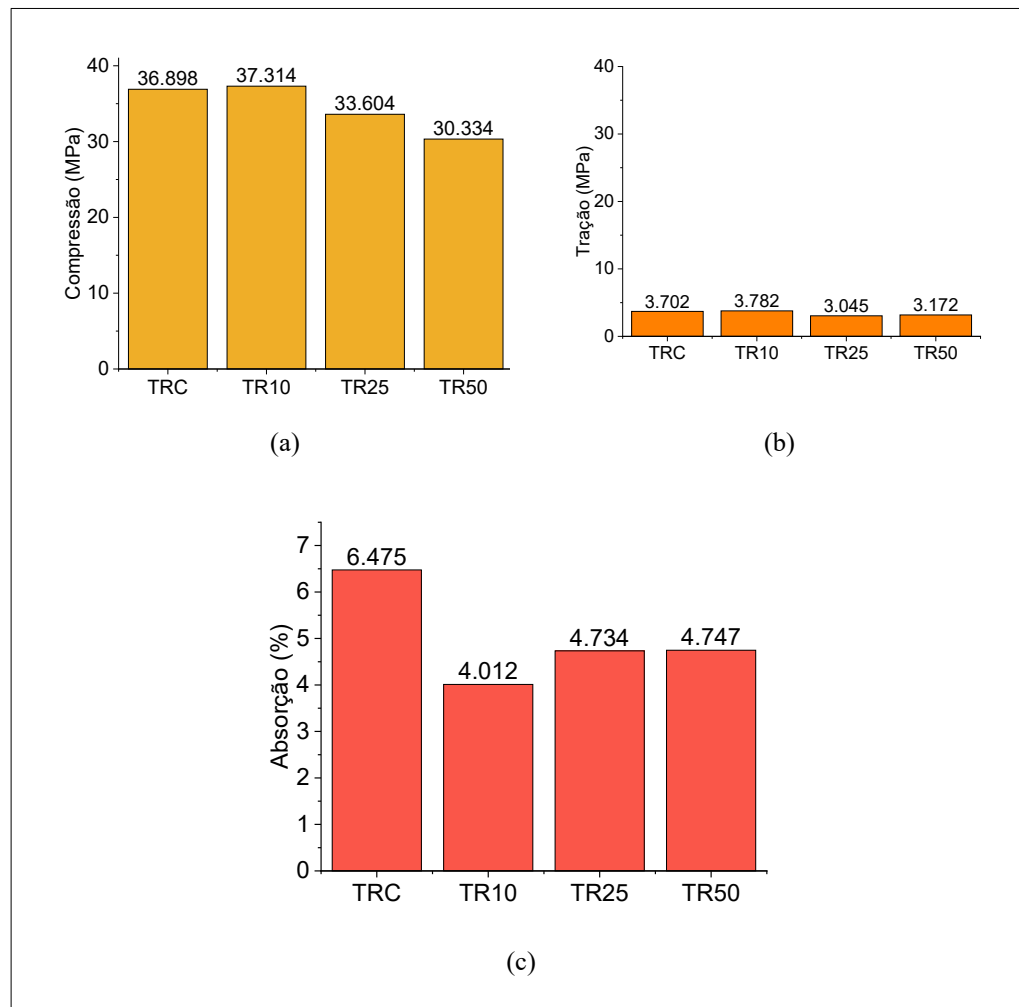 40
36.898
37.314
33.604
30.334
30
20
10
0
Compressão (MPa)
TRC TR10 TR25 TR50
(a)
40
30
20
10
0
Tração (MPa)
3.702 3.782 3.045 3.172
TRC TR10 TR25 TR50
(b)
7
6
5
4
3
2
1
0
Absorção (%)
6.475
4.012
4.734
4.747
TRC TR10 TR25 TR50
(c)